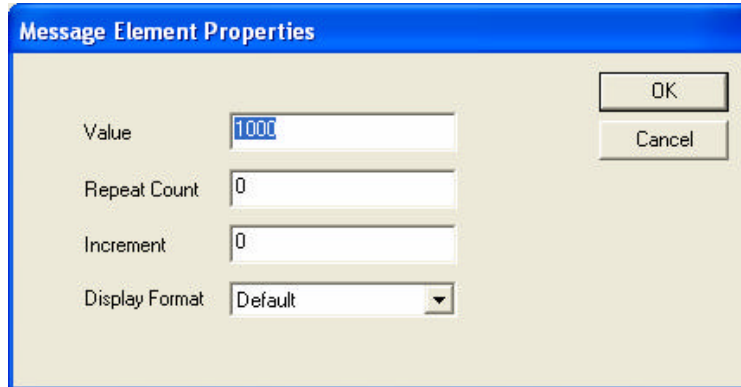 Message Element Properties
OK
Value 1000
Cancel
Repeat Count 0
Increment 0
Display Format Default